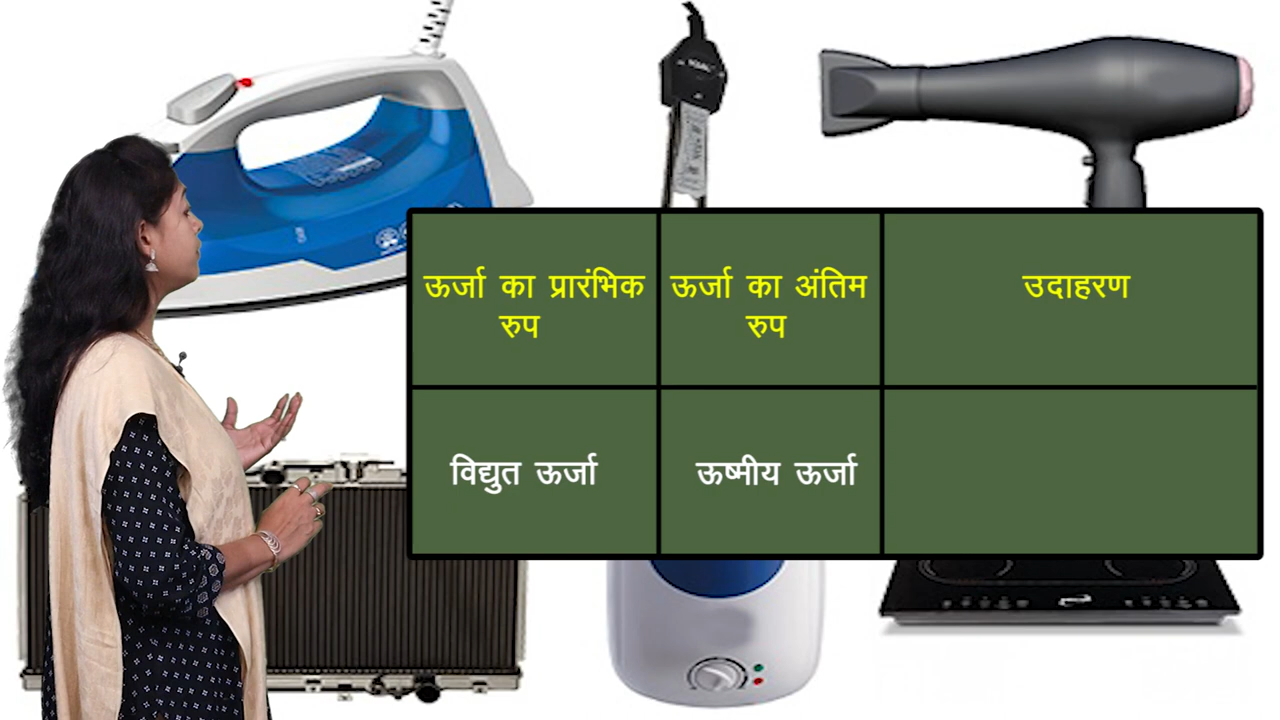 ऊर्जा का प्रारंभिक
रुप
ऊर्जा का अंतिम
रुप
उदाहरण
विद्युत ऊर्जा
ऊष्मीय ऊर्जा